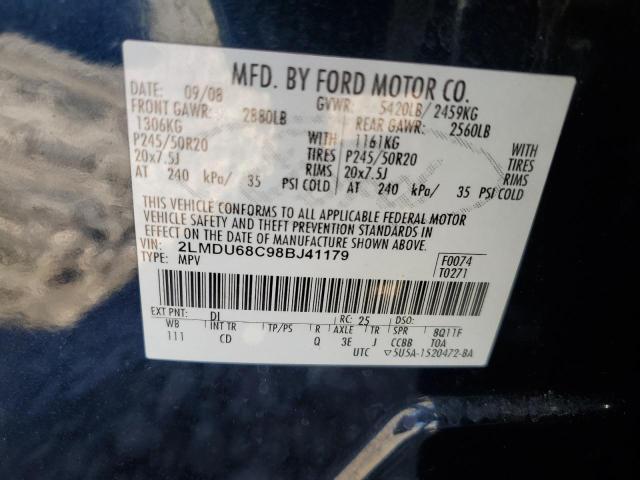 MFD. BY FORD MOTOR CO.
DATE: 09/08 GVWR: 5420LB/ 2459KG
FRONT GAWR: 2880LB REAR GAWR: 2560LB
1306KG WITH 1161KG WITH
P245/50R20 TIRES P245/50R20 TIRES
20x7.5J RIMS 20x7.5J RIMS
AT 240 kPa/ 35 PSI COLD AT 240 kPa/ 35 PSI COLD
THIS VEHICLE CONFORMS TO ALL APPLICABLE FEDERAL MOTOR
VEHICLE SAFETY AND THEFT PREVENTION STANDARDS IN
EFFECT ON THE DATE OF MANUFACTURE SHOWN ABOVE.
VIN: 2LMDU68C98BJ41179 F0074
TYPE: MPV T0271
EXT PNT: DI RC: 25 DSO:
WB INT TR TP/PS R AXLE TR SPR 8Q11F
111 CD Q 3E J CCBB TOA
UTC ▽5U5A-1520472-BA